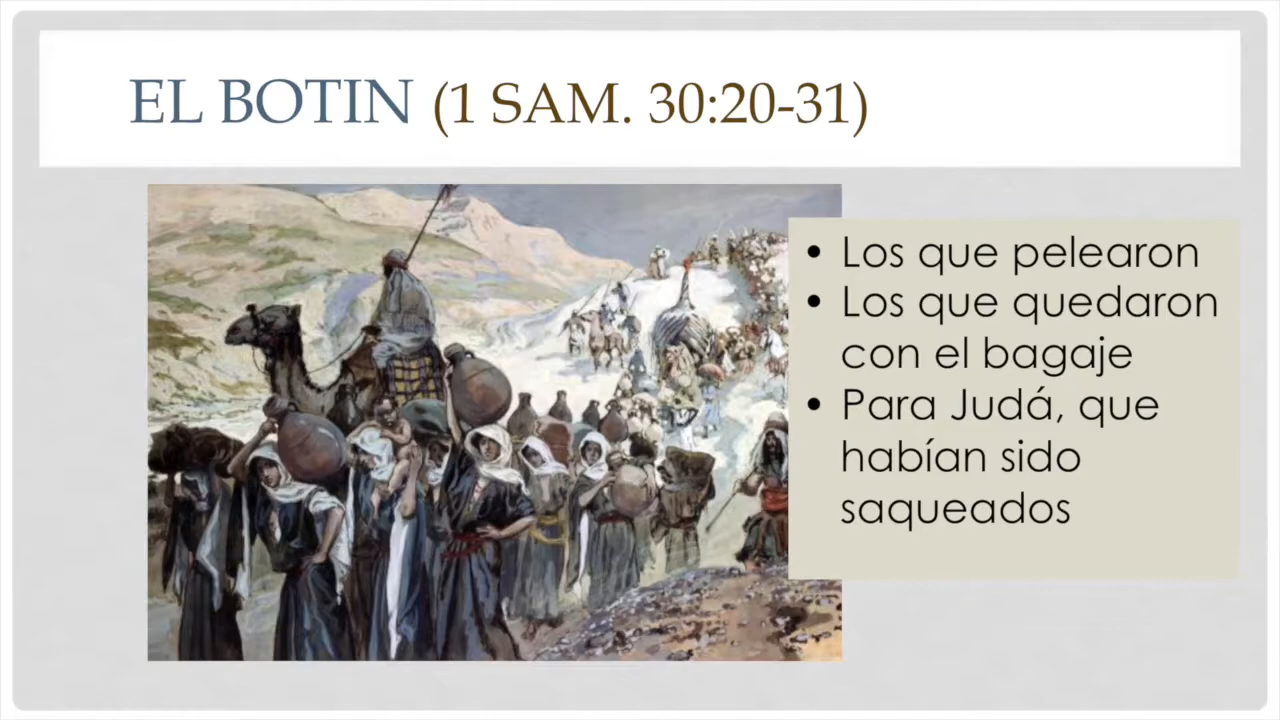 EL BOTIN (1 SAM. 30:20-31)
• Los que pelearon
• Los que quedaron
con el bagaje
• Para Judá, que
habían sido
saqueados